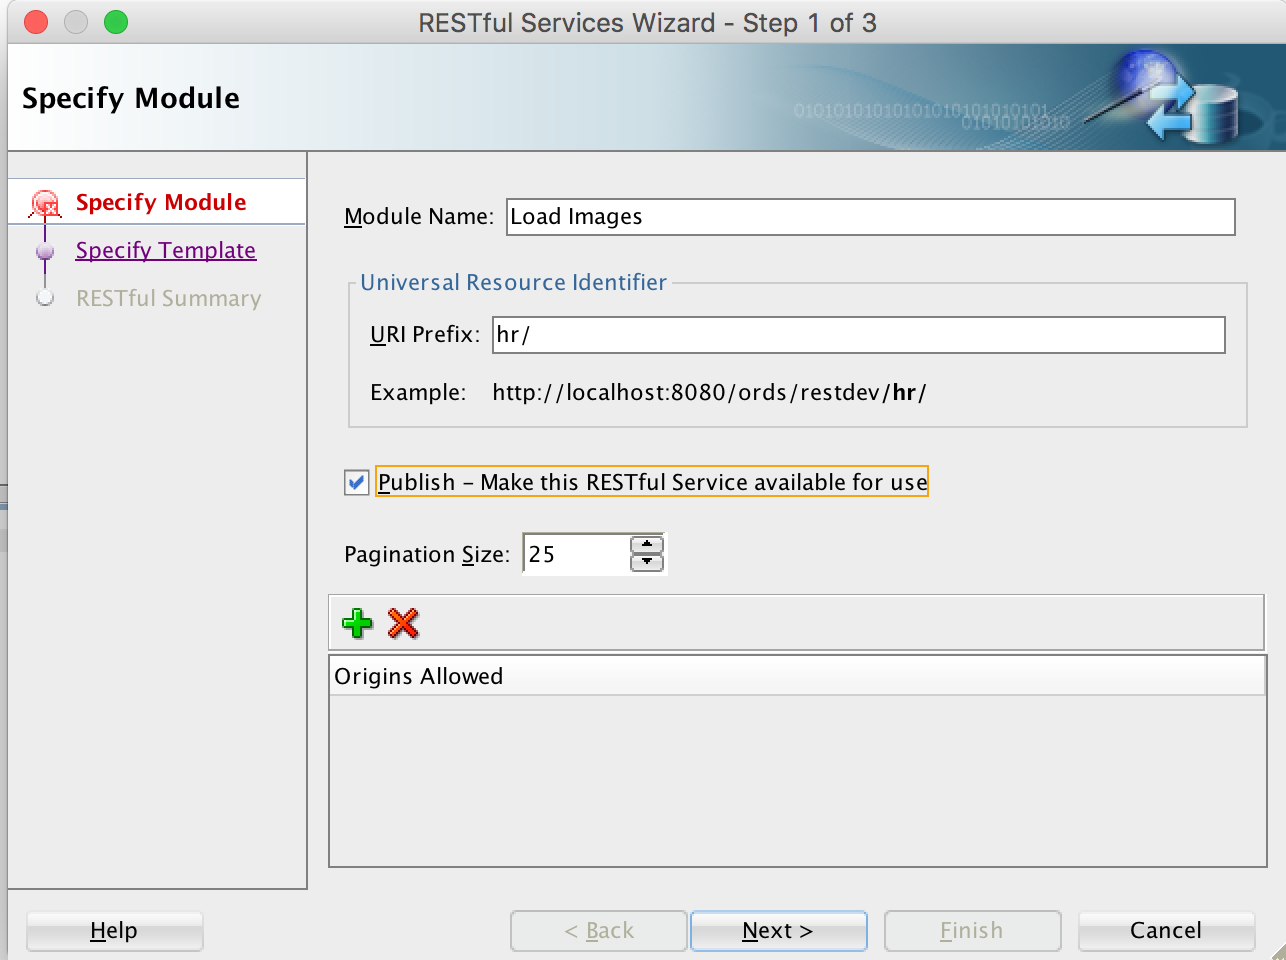 RESTful Services Wizard - Step 1 of 3
Specify Module
0101010101010101010101010101
01010101010
Specify Module
Specify Template
RESTful Summary
Module Name: Load Images
Universal Resource Identifier
URI Prefix: hr/
Example: http://localhost:8080/ords/restdev/hr/
Publish - Make this RESTful Service available for use
Pagination Size: 25
Origins Allowed
Help < Back Next > Finish Cancel